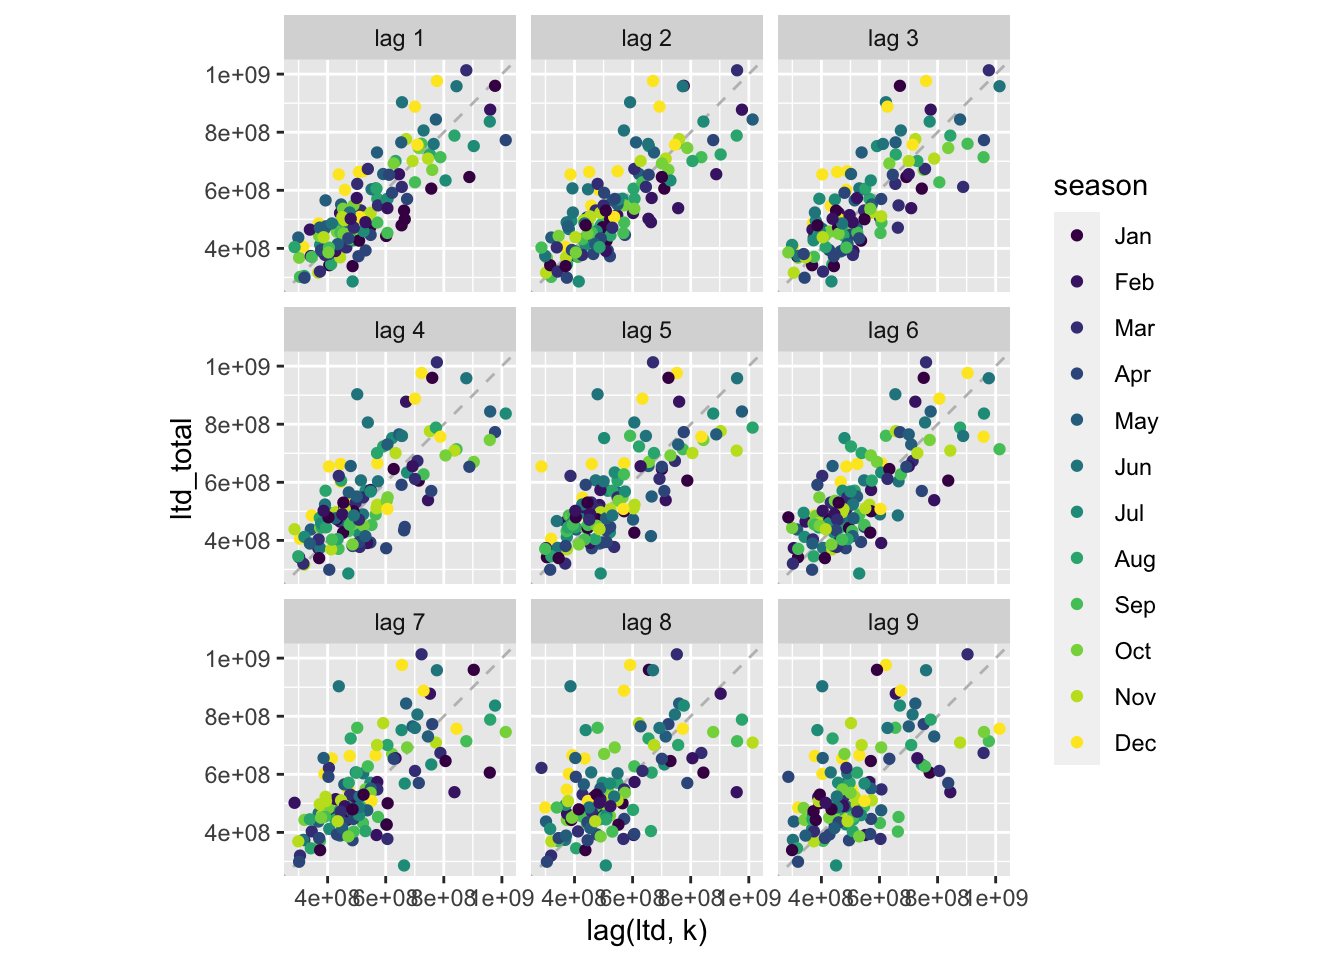 lag 1
lag 2
lag 3
1e+09
8e+08
6e+08
4e+08
lag 4
lag 5
lag 6
1e+09
8e+08
6e+08
4e+08
lag 7
lag 8
lag 9
1e+09
8e+08
6e+08
4e+08
4e+08 6e+08 8e+08 1e+09
4e+08 6e+08 8e+08 1e+09
4e+08 6e+08 8e+08 1e+09
lag(ltd, k)
ltd_total
season
Jan
Feb
Mar
Apr
May
Jun
Jul
Aug
Sep
Oct
Nov
Dec